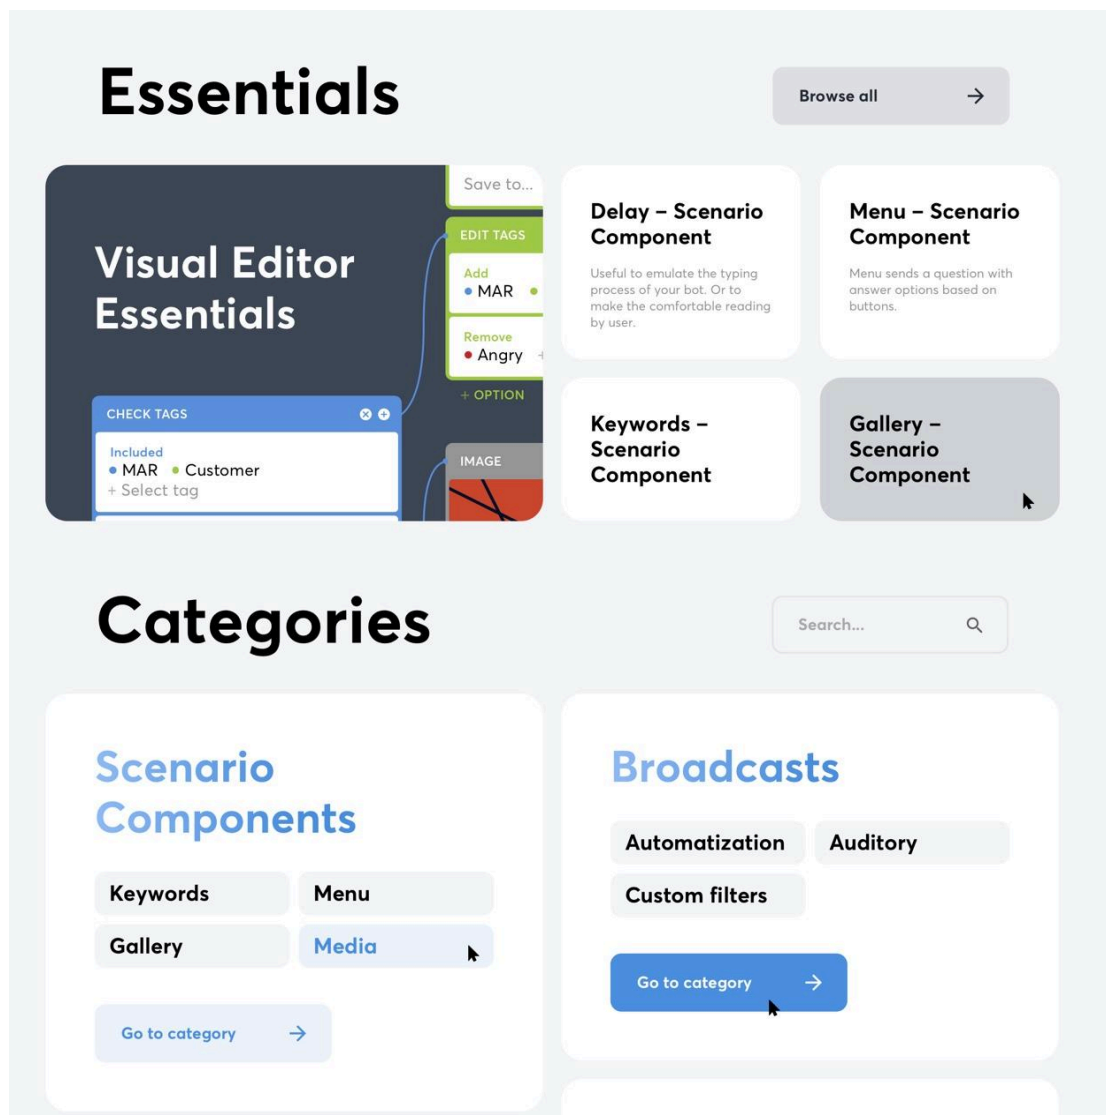 Essentials
Browse all
Visual Editor
Essentials
Save to...
EDIT TAGS
Add
MAR
Remove
Angry +
+ OPTION
CHECK TAGS
Included
MAR Customer
+ Select tag
IMAGE
Delay – Scenario
Component
Useful to emulate the typing
process of your bot. Or to
make the comfortable reading
by user.
Menu – Scenario
Component
Menu sends a question with
answer options based on
buttons.
Keywords –
Scenario
Component
Gallery –
Scenario
Component
Categories
Search...
Scenario
Components
Keywords
Menu
Gallery
Media
Go to category
Broadcasts
Automatization
Auditory
Custom filters
Go to category